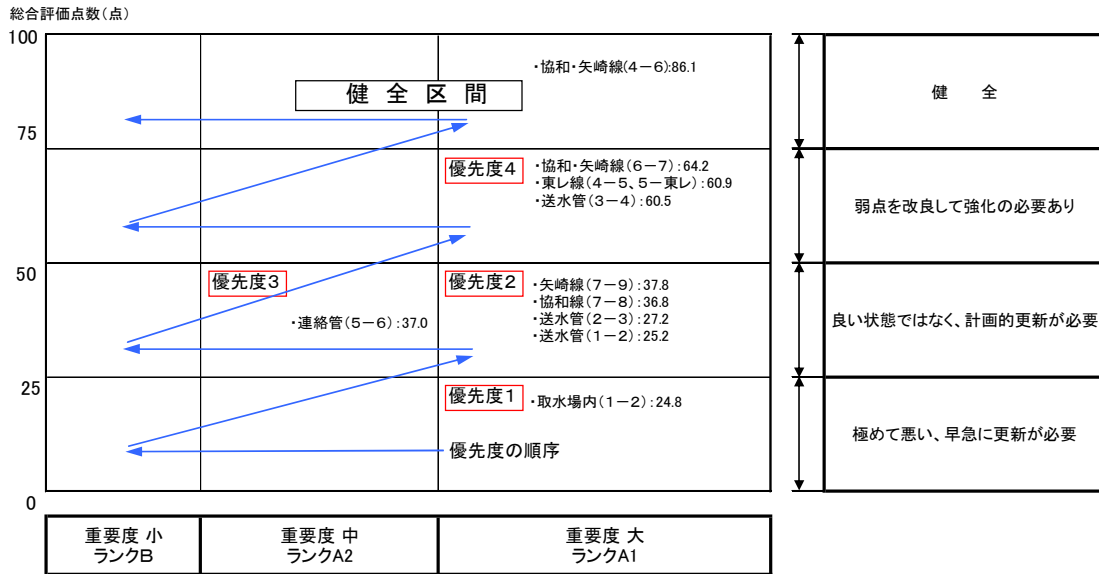 総合評価点数(点)
100
・協和・矢崎線(4-6):86.1
健 全 区 間
健　全
75
優先度4
・協和・矢崎線(6-7):64.2
・東レ線(4-5、5-東レ):60.9
・送水管(3-4):60.5
弱点を改良して強化の必要あり
50
優先度3
優先度2
・矢崎線(7-9):37.8
・協和線(7-8):36.8
・連絡管(5-6):37.0
・送水管(2-3):27.2
・送水管(1-2):25.2
良い状態ではなく、計画的更新が必要
25
優先度1
・取水場内(1-2):24.8
極めて悪い、早急に更新が必要
優先度の順序
0
重要度 小
ランクB
重要度 中
ランクA2
重要度 大
ランクA1